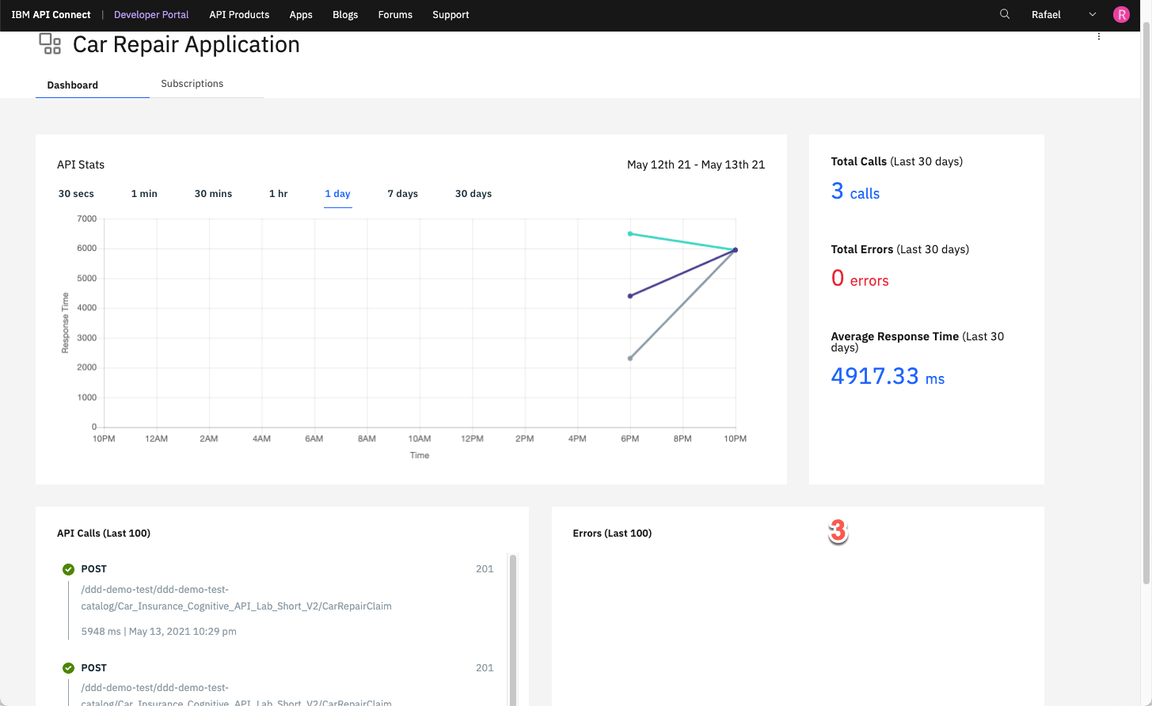 IBM API Connect | Developer Portal API Products Apps Blogs Forums Support Rafael R
Car Repair Application
Dashboard Subscriptions
API Stats May 12th 21 - May 13th 21
30 secs 1 min 30 mins 1 hr 1 day 7 days 30 days
7000
6000
5000
4000
3000
2000
1000
0
Response Time
10PM 12AM 2AM 4AM 6AM 8AM 10AM 12PM 2PM 4PM 6PM 8PM 10PM
Time
Total Calls (Last 30 days)
3 calls
Total Errors (Last 30 days)
0 errors
Average Response Time (Last 30
days)
4917.33 ms
API Calls (Last 100)
POST 201
/ddd-demo-test/ddd-demo-test-
catalog/Car_Insurance_Cognitive_API_Lab_Short_V2/CarRepairClaim
5948 ms | May 13, 2021 10:29 pm
POST 201
/ddd-demo-test/ddd-demo-test-
catalog/Car_Insurance_Cognitive_API_Lab_Short_V2/CarRepairClaim
Errors (Last 100)
3